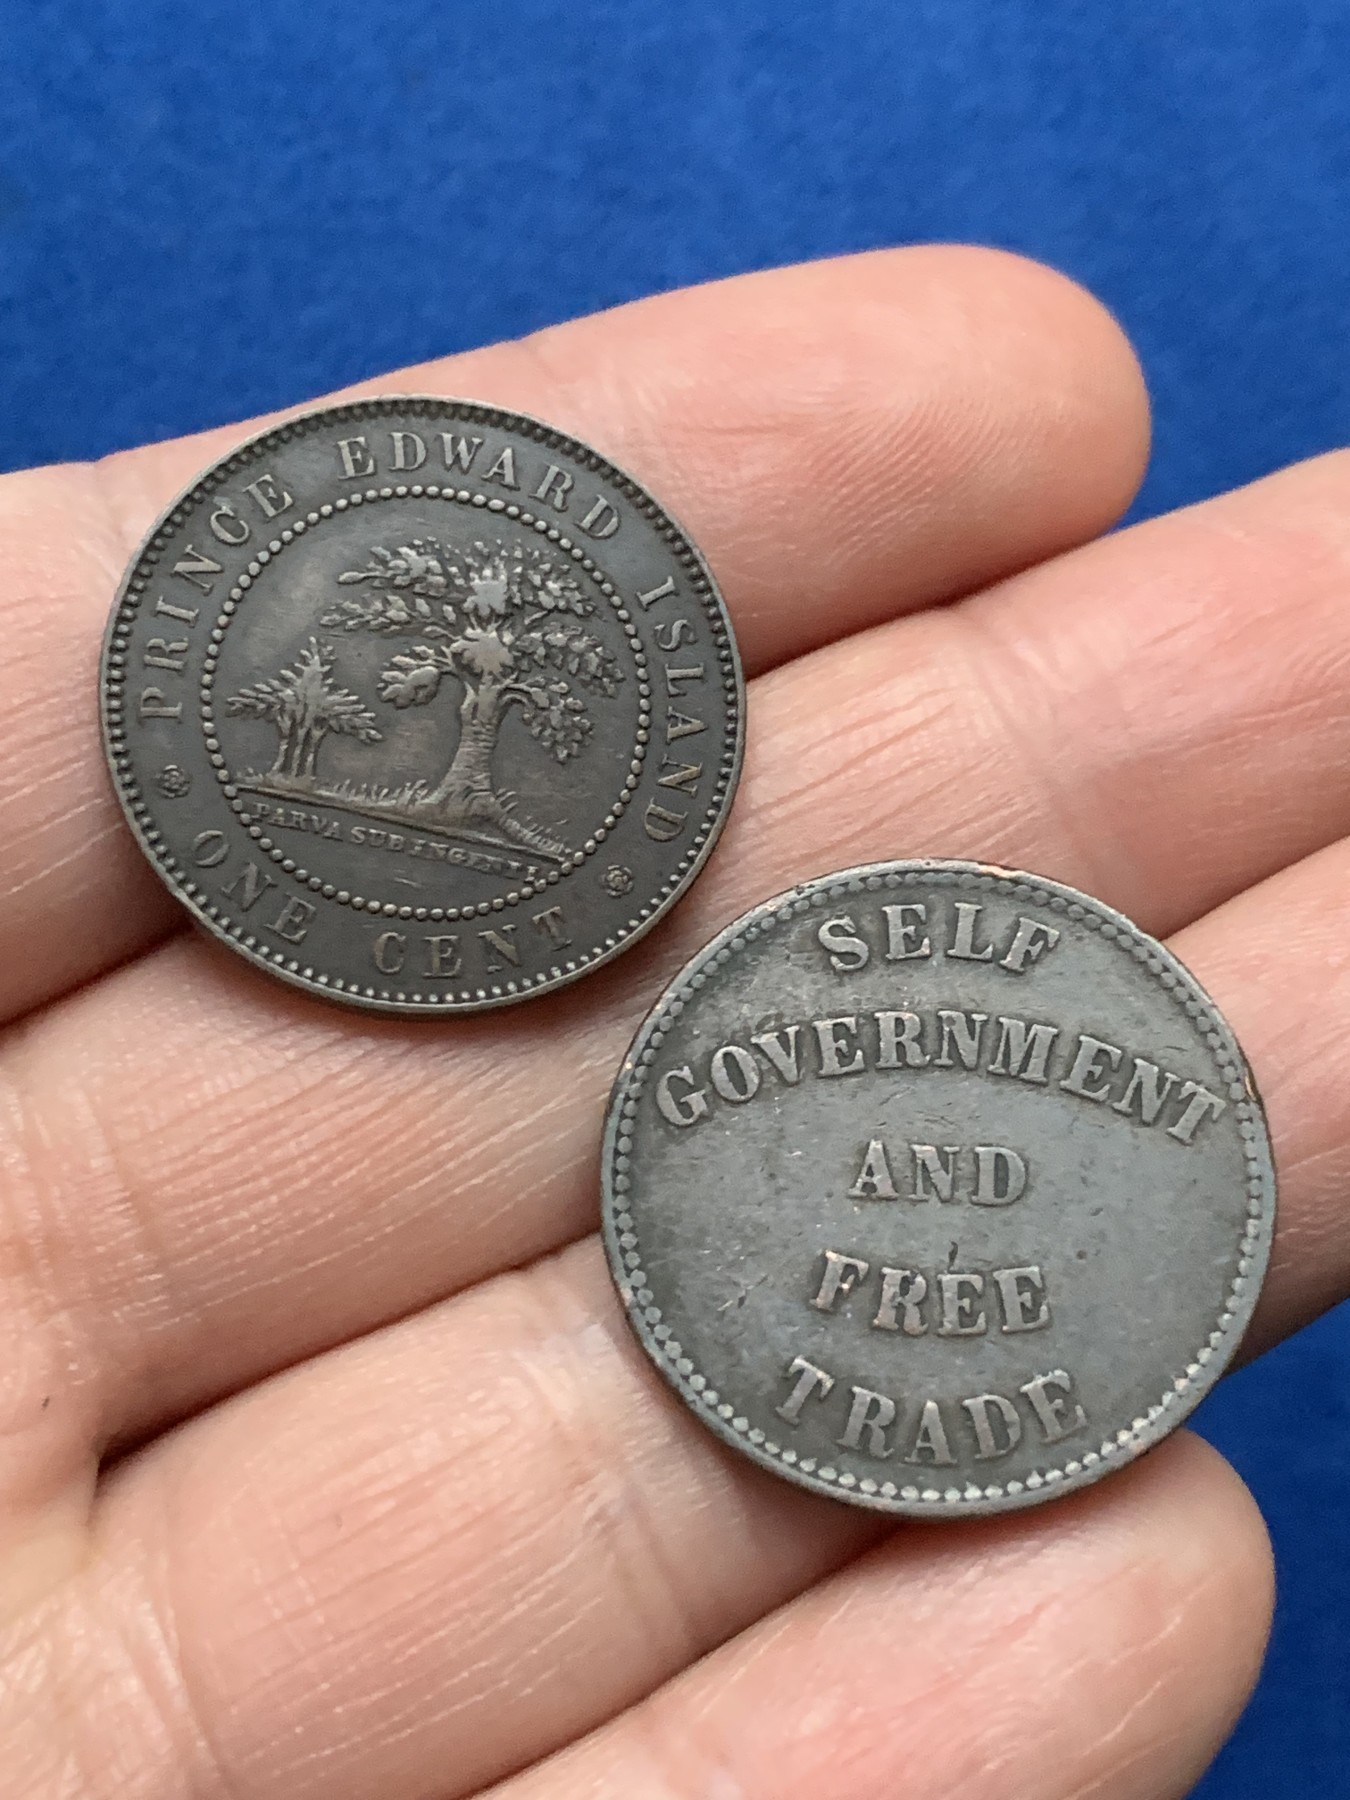 PRINCE EDWARD ISLAND
ONE CENT
PARVA SUB INGENTI
SELF
GOVERNMENT
AND
FREE
TRADE